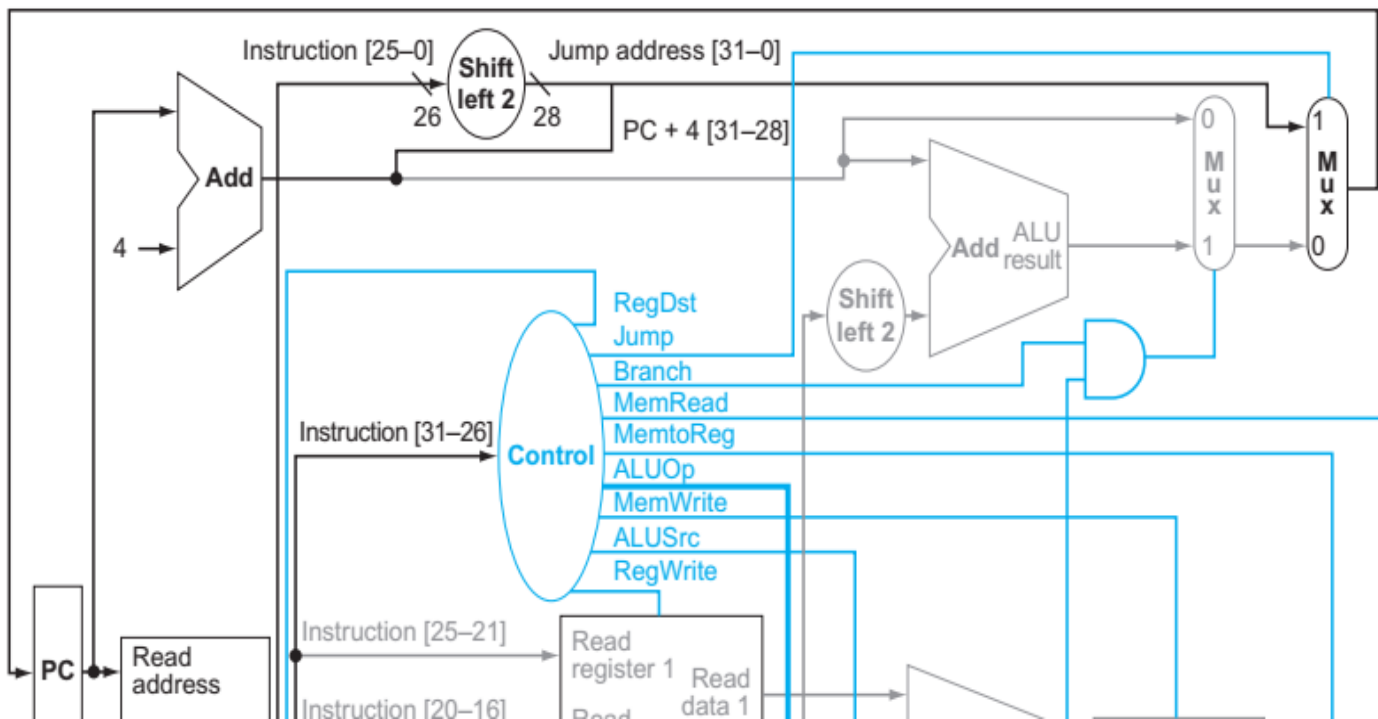 Instruction [25–0]
Shift
left 2
Jump address [31–0]
26
28
PC + 4 [31–28]
0
M
u
x
1
1
M
u
x
0
Add
4
Add
ALU
result
Shift
left 2
RegDst
Jump
Branch
MemRead
MemtoReg
ALUOp
MemWrite
ALUSrc
RegWrite
Instruction [31–26]
Control
Instruction [25–21]
Read
register 1
PC
Read
address
Read
data 1
Instruction [20–16]
Read